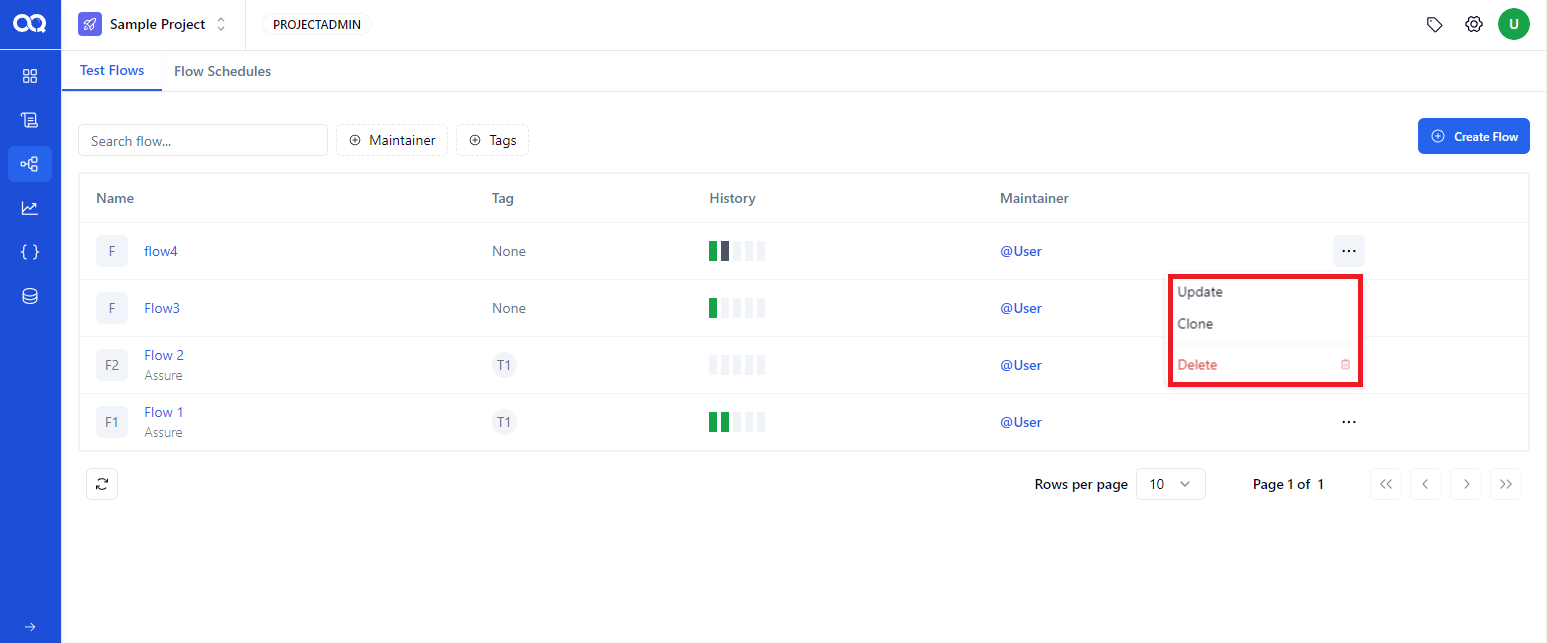 Sample Project
PROJECTADMIN
U
Test Flows
Flow Schedules
Search flow...
Maintainer
Tags
Create Flow
Name Tag History Maintainer
F flow4 None @User ...
Update
Clone
F Flow3 None @User
F2 Flow 2 T1 @User
Assure
Delete
F1 Flow 1 T1 @User ...
Assure
Rows per page 10 Page 1 of 1